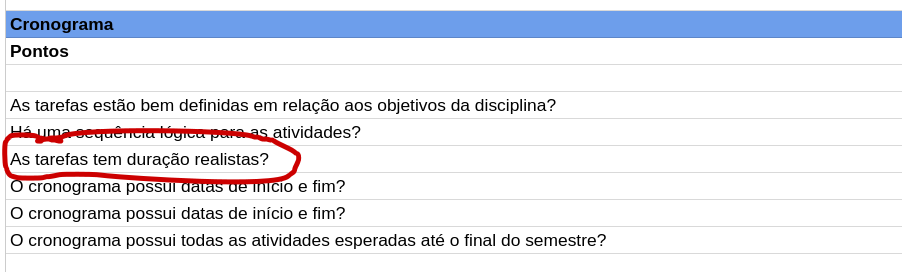 Cronograma
Pontos
As tarefas estão bem definidas em relação aos objetivos da disciplina?
Há uma sequência lógica para as atividades?
As tarefas tem duração realistas?
O cronograma possui datas de início e fim?
O cronograma possui datas de início e fim?
O cronograma possui todas as atividades esperadas até o final do semestre?